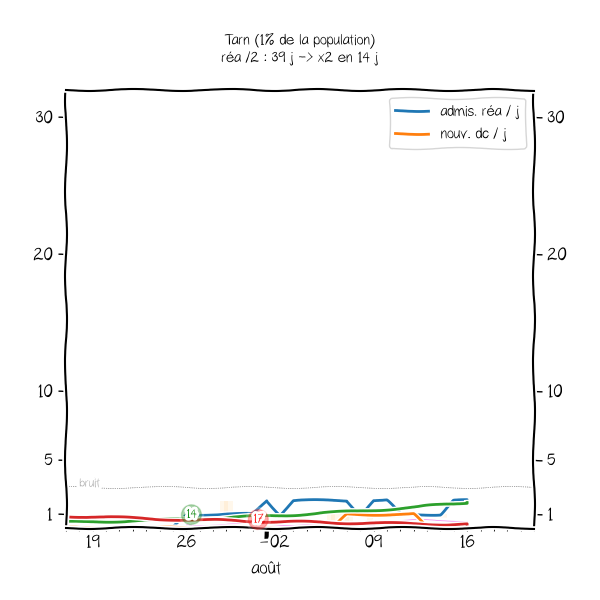 Tarn (1% de la population)
réa /2 : 39 j -> x2 en 14 j
admis. réa / j
nouv. dc / j
30
30
20
20
10
10
5
5
bruit
1
14
17
1
19
26
02
09
16
août